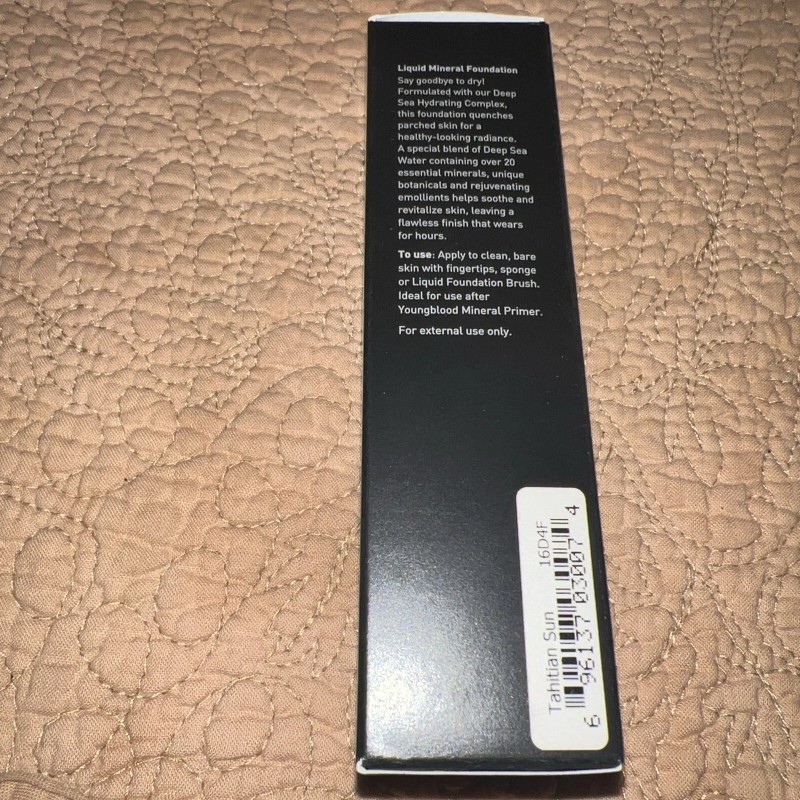 Liquid Mineral Foundation
Say goodbye to dry!
Formulated with our Deep
Sea Hydrating Complex,
this foundation quenches
parched skin for a
healthy-looking radiance.
A special blend of Deep Sea
Water containing over 20
essential minerals, unique
botanicals and rejuvenating
emollients helps soothe and
revitalize skin, leaving a
flawless finish that wears
for hours.
To use: Apply to clean, bare
skin with fingertips, sponge
or Liquid Foundation Brush.
Ideal for use after
Youngblood Mineral Primer.
For external use only.
Tahitian Sun 16D4F
6 96137 03007 4